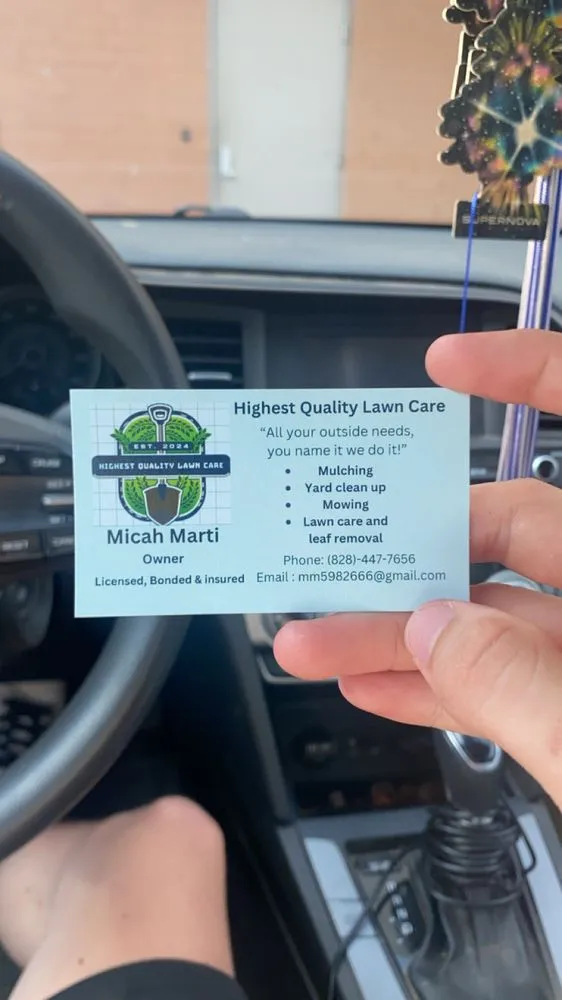 SUPERNOVA
Highest Quality Lawn Care
“All your outside needs,
you name it we do it!”
• Mulching
• Yard clean up
• Mowing
• Lawn care and
leaf removal
Phone: (828)-447-7656
Email : mm5982666@gmail.com
EST. 2024
HIGHEST QUALITY LAWN CARE
Micah Marti
Owner
Licensed, Bonded & insured